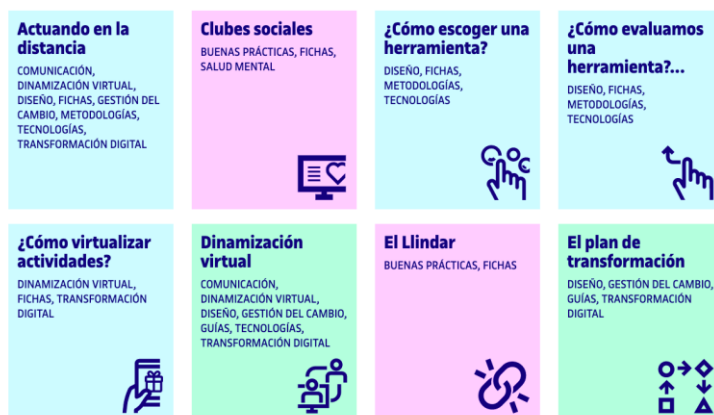 Actuando en la
distancia
COMUNICACIÓN,
DINAMIZACIÓN VIRTUAL,
DISEÑO, FICHAS, GESTIÓN DEL
CAMBIO, METODOLOGÍAS,
TECNOLOGÍAS,
TRANSFORMACIÓN DIGITAL
Clubes sociales
BUENAS PRÁCTICAS, FICHAS,
SALUD MENTAL
¿Cómo escoger una
herramienta?
DISEÑO, FICHAS,
METODOLOGÍAS,
TECNOLOGÍAS
¿Cómo evaluamos
una
herramienta?...
DISEÑO, FICHAS,
METODOLOGÍAS,
TECNOLOGÍAS
¿Cómo virtualizar
actividades?
DINAMIZACIÓN VIRTUAL,
FICHAS, TRANSFORMACIÓN
DIGITAL
Dinamización
virtual
COMUNICACIÓN,
DINAMIZACIÓN VIRTUAL,
DISEÑO, GESTIÓN DEL CAMBIO,
GUÍAS, TECNOLOGÍAS,
TRANSFORMACIÓN DIGITAL
El Llindar
BUENAS PRÁCTICAS, FICHAS
El plan de
transformación
DISEÑO, GESTIÓN DEL CAMBIO,
GUÍAS, TRANSFORMACIÓN
DIGITAL